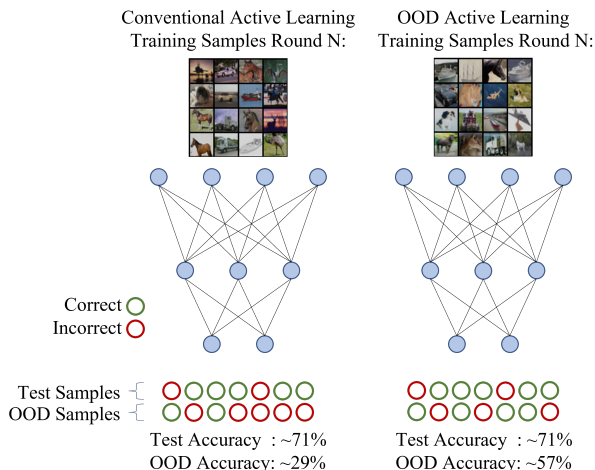 Conventional Active Learning
Training Samples Round N:
OOD Active Learning
Training Samples Round N:
Correct
Incorrect
Test Samples
OOD Samples
Test Accuracy : ~71%
OOD Accuracy: ~29%
Test Accuracy : ~71%
OOD Accuracy: ~57%